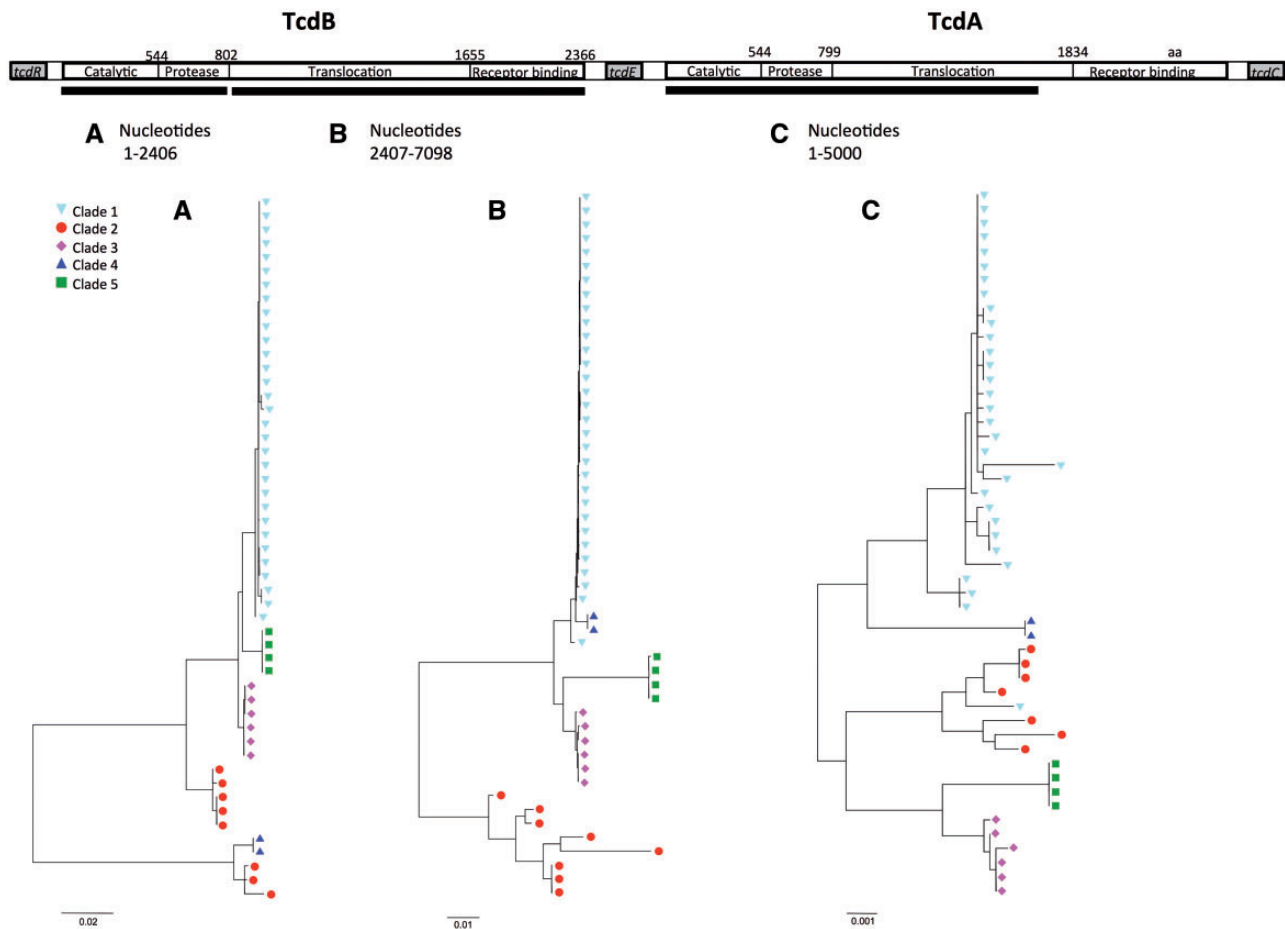 TcdB TcdA
544 802 1655 2366 544 799 1834 aa
tcdR Catalytic Protease Translocation Receptor binding tcdE Catalytic Protease Translocation Receptor binding tcdC
A Nucleotides B Nucleotides C Nucleotides
1-2406 2407-7098 1-5000
A B C
Clade 1
Clade 2
Clade 3
Clade 4
Clade 5
0.02 0.01 0.001